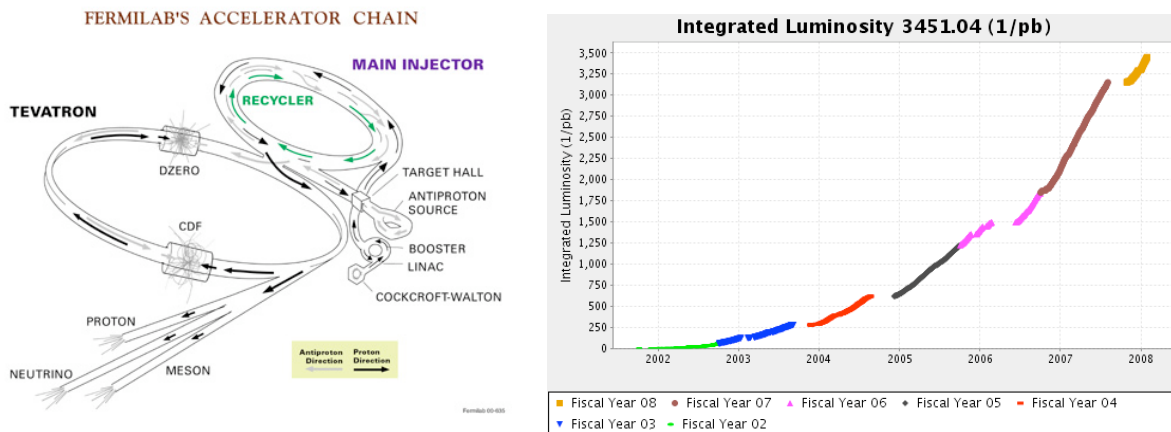 FERMILAB'S ACCELERATOR CHAIN
MAIN INJECTOR
RECYCLER
TEVATRON
DZERO
TARGET HALL
ANTIPROTON
SOURCE
CDF
BOOSTER
LINAC
COCKCROFT-WALTON
PROTON
NEUTRINO
MESON
Antiproton
Direction
Proton
Direction
Fermilab 00-635
Integrated Luminosity 3451.04 (1/pb)
Integrated Luminosity (1/pb)
3,500
3,250
3,000
2,750
2,500
2,250
2,000
1,750
1,500
1,250
1,000
750
500
250
0
2002 2003 2004 2005 2006 2007 2008
Fiscal Year 08 Fiscal Year 07 Fiscal Year 06 Fiscal Year 05 Fiscal Year 04
Fiscal Year 03 Fiscal Year 02